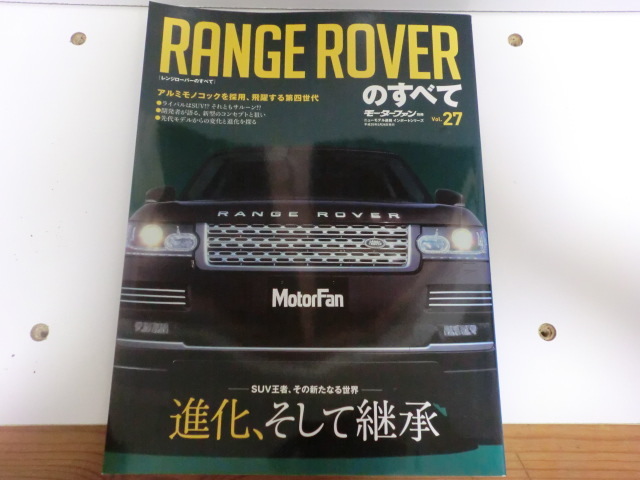 RANGE ROVER
[レンジローバーのすべて]
のすべて
アルミモノコックを採用、飛躍する第四世代
●ライバルはSUV!? それともサルーン!?
●開発者が語る、新型のコンセプトと狙い
●先代モデルからの変化と進化を探る
モーターファン別冊
ニューモデル速報 インポートシリーズ
Vol.27
RANGE ROVER
MotorFan
SUV王者、その新たなる世界
進化、そして継承